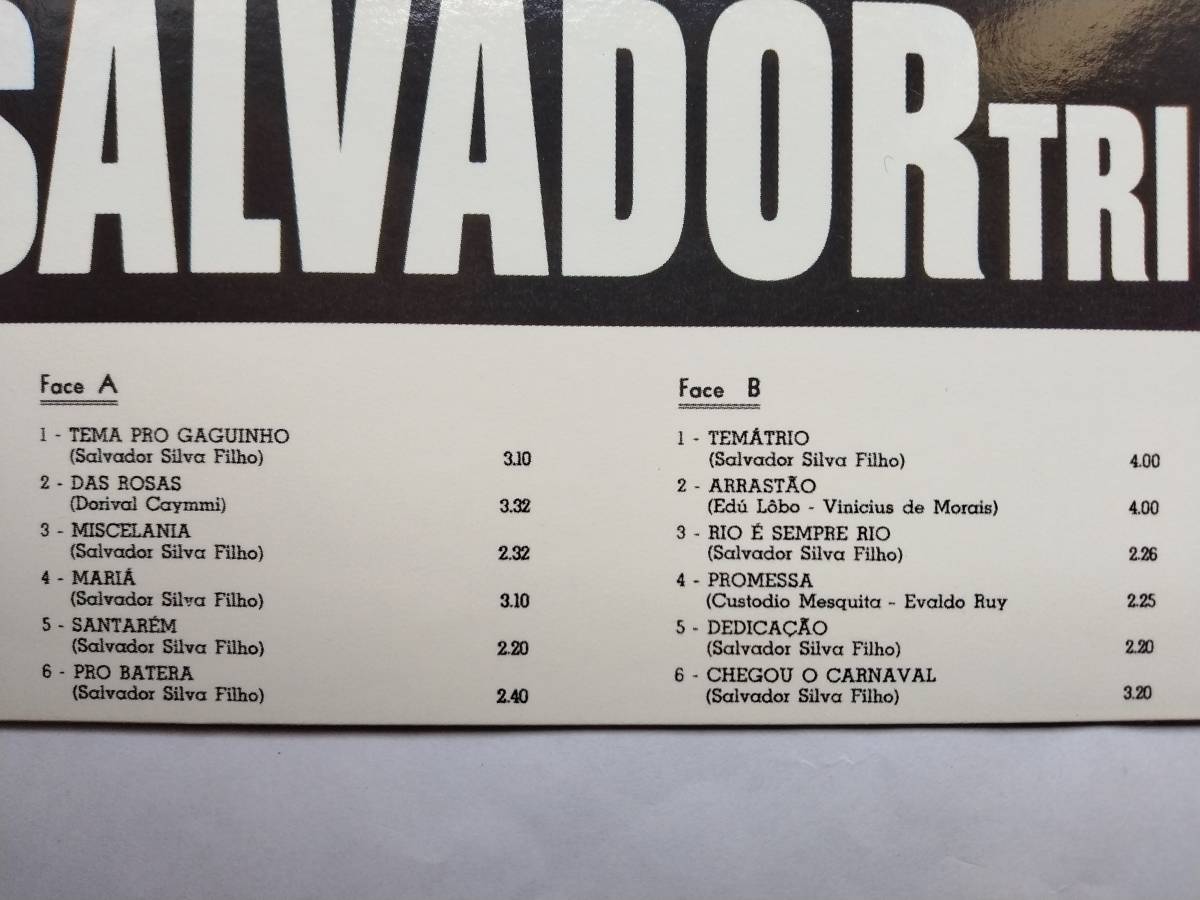 SALVADOR TRI
Face A
1 - TEMA PRO GAGUINHO
(Salvador Silva Filho) 3.10
2 - DAS ROSAS
(Dorival Caymmi) 3.32
3 - MISCELANIA
(Salvador Silva Filho) 2.32
4 - MARIÁ
(Salvador Silva Filho) 3.10
5 - SANTARÉM
(Salvador Silva Filho) 2.20
6 - PRO BATERA
(Salvador Silva Filho) 2.40
Face B
1 - TEMÁTRIO
(Salvador Silva Filho) 4.00
2 - ARRASTÃO
(Edú Lôbo - Vinicius de Morais) 4.00
3 - RIO É SEMPRE RIO
(Salvador Silva Filho) 2.26
4 - PROMESSA
(Custodio Mesquita - Evaldo Ruy 2.25
5 - DEDICAÇÃO
(Salvador Silva Filho) 2.20
6 - CHEGOU O CARNAVAL
(Salvador Silva Filho) 3.20